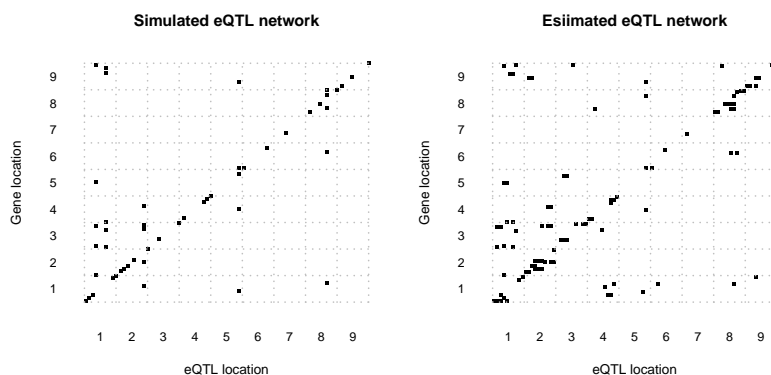 Simulated eQTL network
Gene location
9
8
7
6
5
4
3
2
1
1 2 3 4 5 6 7 8 9
eQTL location
Esiimated eQTL network
Gene location
9
8
7
6
5
4
3
2
1
1 2 3 4 5 6 7 8 9
eQTL location